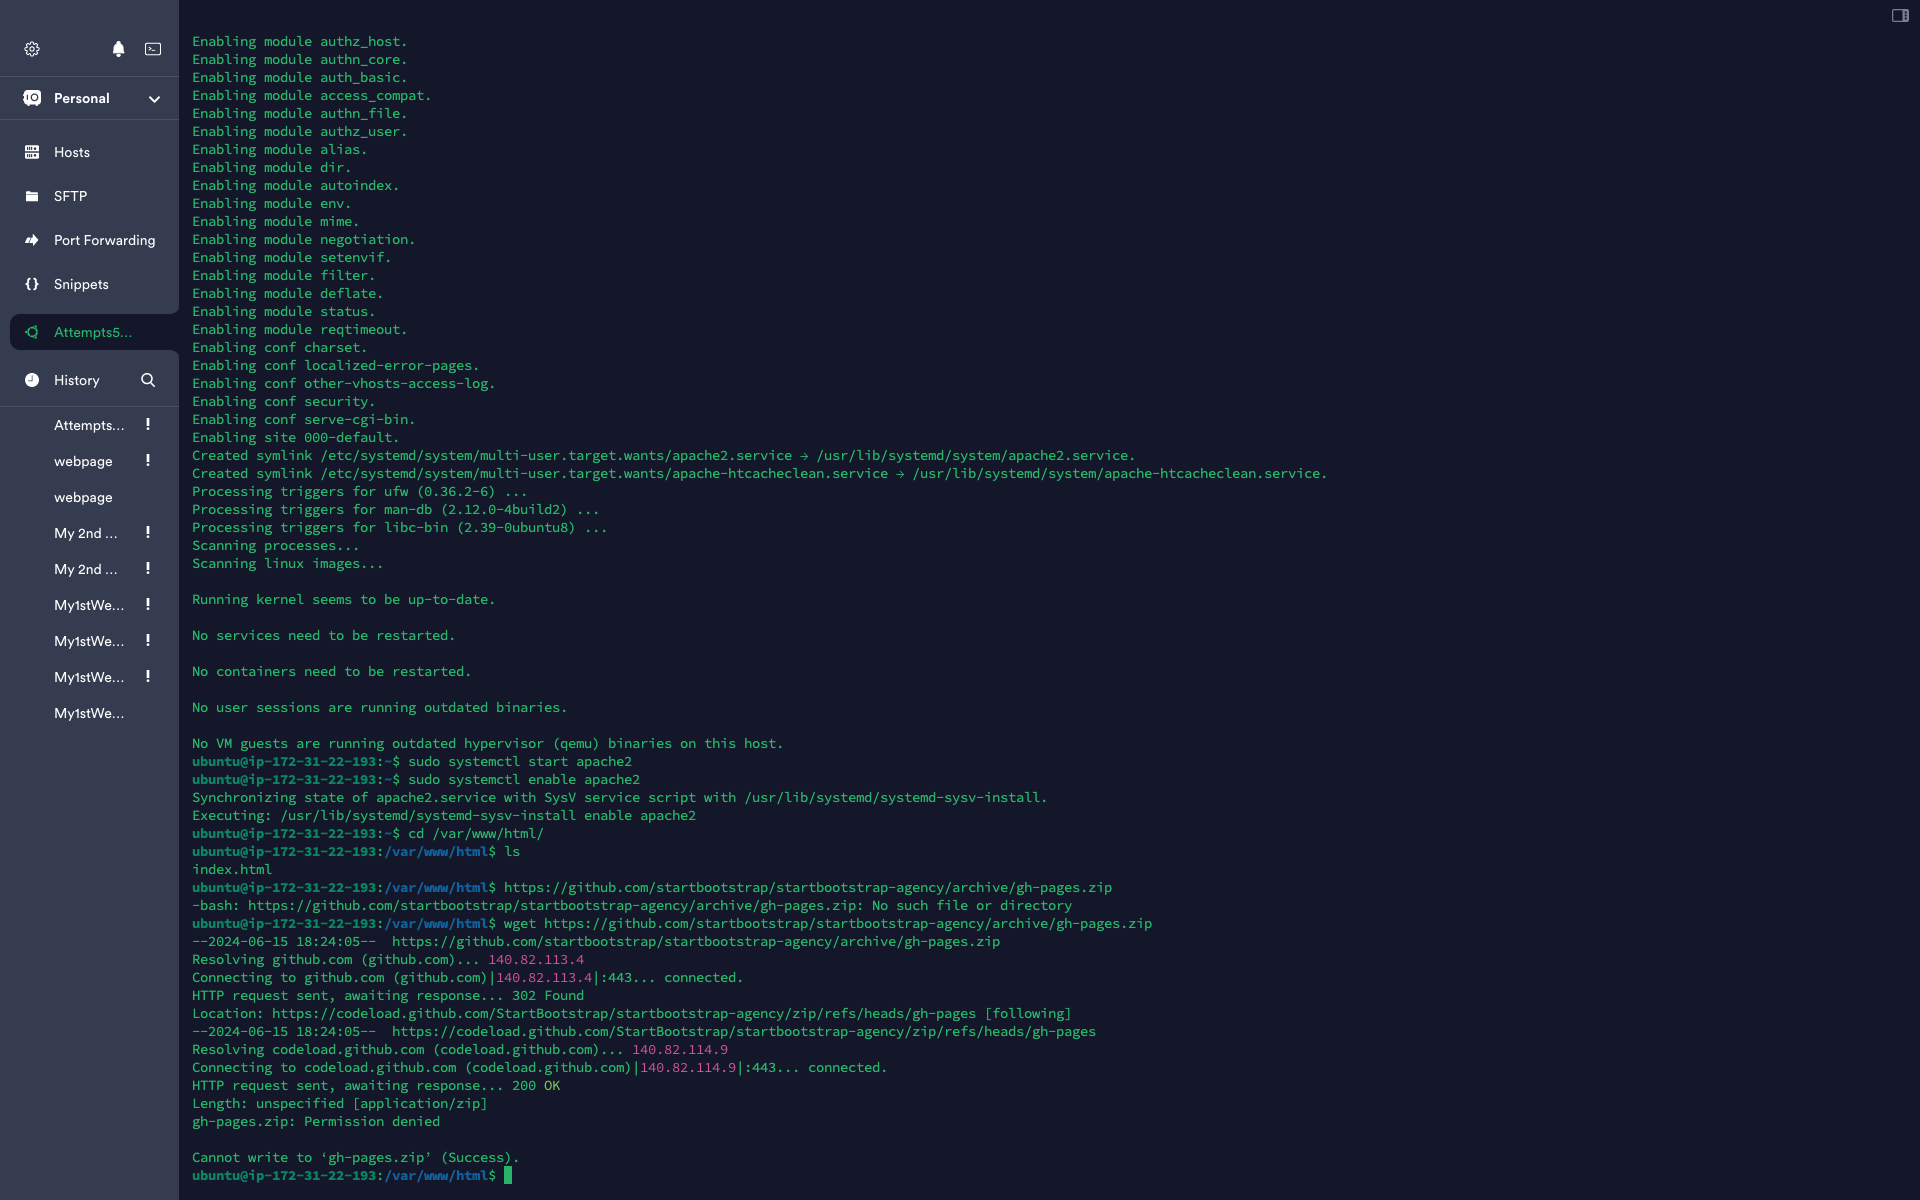 Personal
Hosts
SFTP
Port Forwarding
Snippets
Attempts5...
History
Attempts...
webpage
webpage
My 2nd ...
My 2nd ...
My1stWe...
My1stWe...
My1stWe...
My1stWe...
Enabling module authz_host.
Enabling module authn_core.
Enabling module auth_basic.
Enabling module access_compat.
Enabling module authn_file.
Enabling module authz_user.
Enabling module alias.
Enabling module dir.
Enabling module autoindex.
Enabling module env.
Enabling module mime.
Enabling module negotiation.
Enabling module setenvif.
Enabling module filter.
Enabling module deflate.
Enabling module status.
Enabling module reqtimeout.
Enabling conf charset.
Enabling conf localized-error-pages.
Enabling conf other-vhosts-access-log.
Enabling conf security.
Enabling conf serve-cgi-bin.
Enabling site 000-default.
Created symlink /etc/systemd/system/multi-user.target.wants/apache2.service → /usr/lib/systemd/system/apache2.service.
Created symlink /etc/systemd/system/multi-user.target.wants/apache-htcacheclean.service → /usr/lib/systemd/system/apache-htcacheclean.service.
Processing triggers for ufw (0.36.2-6) ...
Processing triggers for man-db (2.12.0-4build2) ...
Processing triggers for libc-bin (2.39-0ubuntu8) ...
Scanning processes...
Scanning linux images...
Running kernel seems to be up-to-date.
No services need to be restarted.
No containers need to be restarted.
No user sessions are running outdated binaries.
No VM guests are running outdated hypervisor (qemu) binaries on this host.
ubuntu@ip-172-31-22-193:~$ sudo systemctl start apache2
ubuntu@ip-172-31-22-193:~$ sudo systemctl enable apache2
Synchronizing state of apache2.service with SysV service script with /usr/lib/systemd/systemd-sysv-install.
Executing: /usr/lib/systemd/systemd-sysv-install enable apache2
ubuntu@ip-172-31-22-193:~$ cd /var/www/html/
ubuntu@ip-172-31-22-193:/var/www/html$ ls
index.html
ubuntu@ip-172-31-22-193:/var/www/html$ https://github.com/startbootstrap/startbootstrap-agency/archive/gh-pages.zip
-bash: https://github.com/startbootstrap/startbootstrap-agency/archive/gh-pages.zip: No such file or directory
ubuntu@ip-172-31-22-193:/var/www/html$ wget https://github.com/startbootstrap/startbootstrap-agency/archive/gh-pages.zip
--2024-06-15 18:24:05--  https://github.com/startbootstrap/startbootstrap-agency/archive/gh-pages.zip
Resolving github.com (github.com)... 140.82.113.4
Connecting to github.com (github.com)|140.82.113.4|:443... connected.
HTTP request sent, awaiting response... 302 Found
Location: https://codeload.github.com/StartBootstrap/startbootstrap-agency/zip/refs/heads/gh-pages [following]
--2024-06-15 18:24:05--  https://codeload.github.com/StartBootstrap/startbootstrap-agency/zip/refs/heads/gh-pages
Resolving codeload.github.com (codeload.github.com)... 140.82.114.9
Connecting to codeload.github.com (codeload.github.com)|140.82.114.9|:443... connected.
HTTP request sent, awaiting response... 200 OK
Length: unspecified [application/zip]
gh-pages.zip: Permission denied
Cannot write to ‘gh-pages.zip’ (Success).
ubuntu@ip-172-31-22-193:/var/www/html$